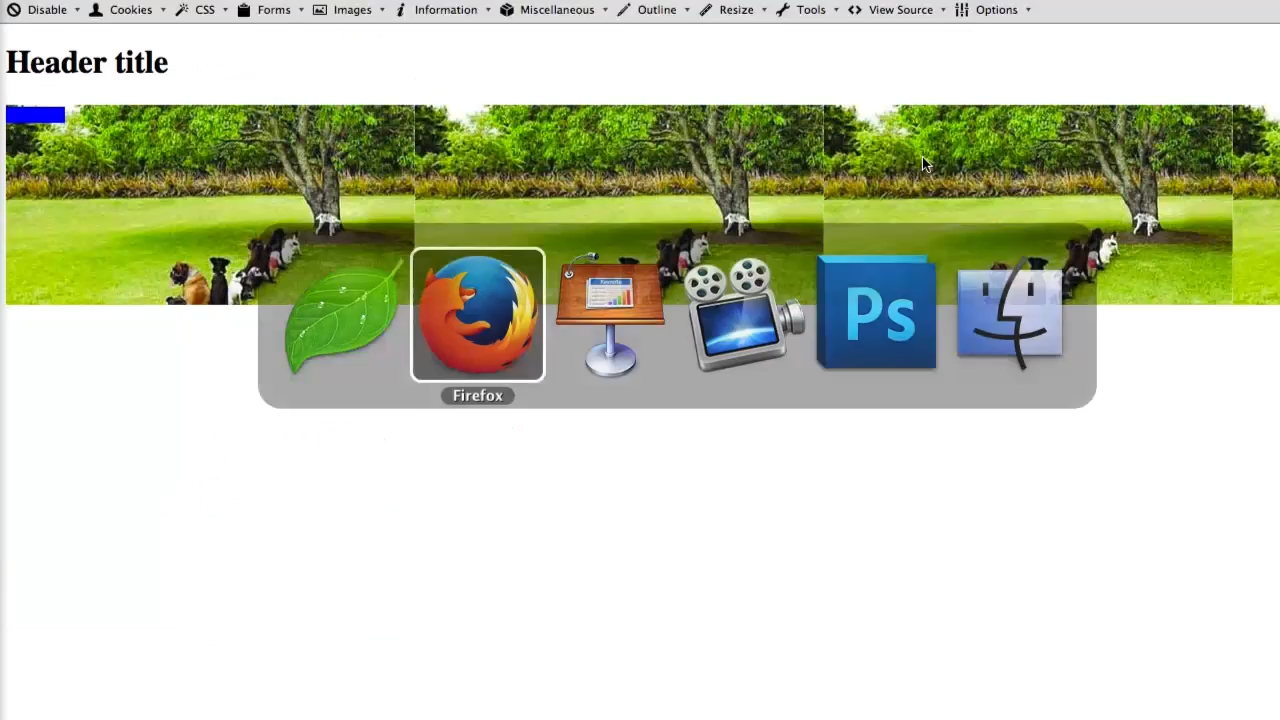 Disable Cookies CSS Forms Images Information Miscellaneous Outline Resize Tools View Source Options
Header title
Ps
Firefox